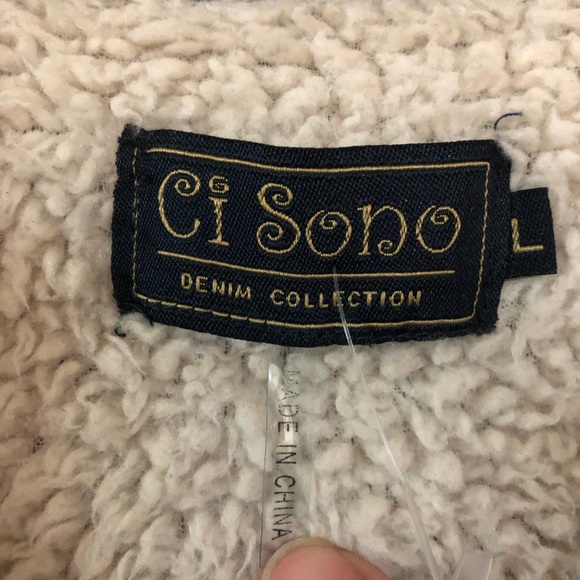 Ci Sono
DENIM COLLECTION
L
MADE IN CHINA